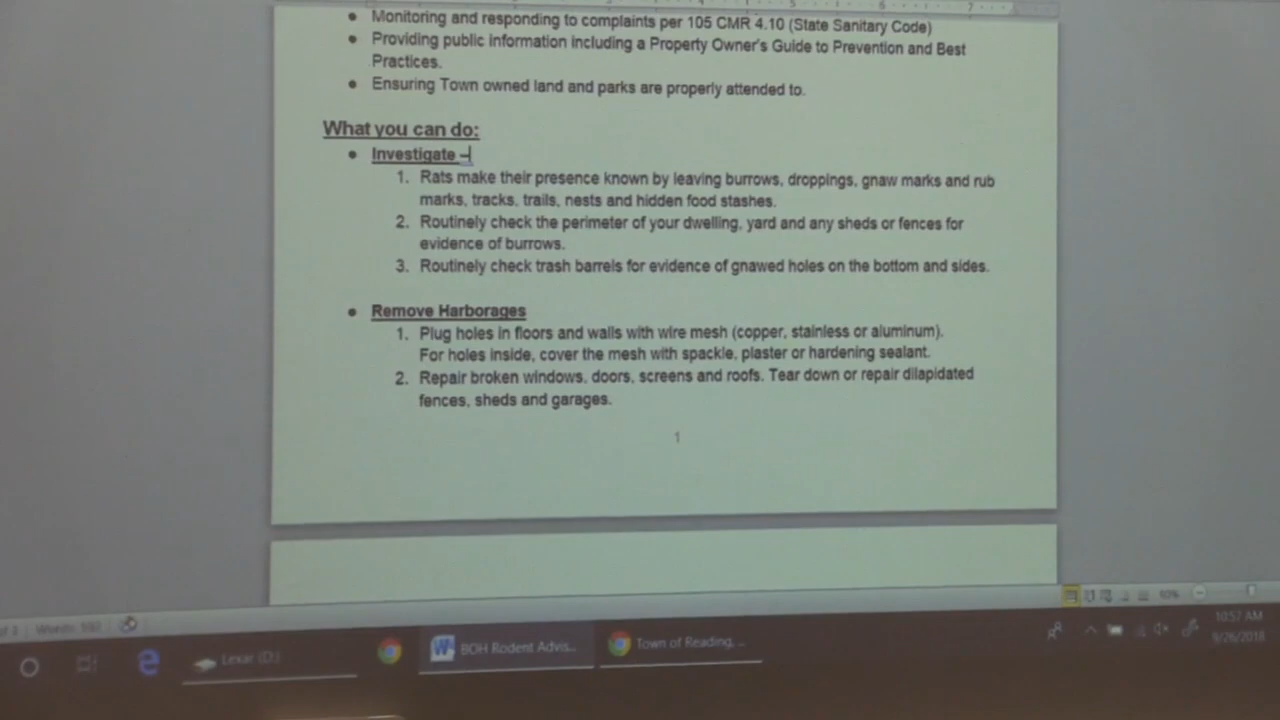 • Monitoring and responding to complaints per 105 CMR 4.10 (State Sanitary Code)
• Providing public information including a Property Owner's Guide to Prevention and Best
Practices.
• Ensuring Town owned land and parks are properly attended to.
What you can do:
• Investigate –
1. Rats make their presence known by leaving burrows, droppings, gnaw marks and rub
marks, tracks, trails, nests and hidden food stashes.
2. Routinely check the perimeter of your dwelling, yard and any sheds or fences for
evidence of burrows.
3. Routinely check trash barrels for evidence of gnawed holes on the bottom and sides.
• Remove Harborages
1. Plug holes in floors and walls with wire mesh (copper, stainless or aluminum).
For holes inside, cover the mesh with spackle, plaster or hardening sealant.
2. Repair broken windows, doors, screens and roofs. Tear down or repair dilapidated
fences, sheds and garages.
1
Words:
Lexar (D:)
BOH Rodent Advis...
Town of Reading, ...
10:57 AM
9/26/2018